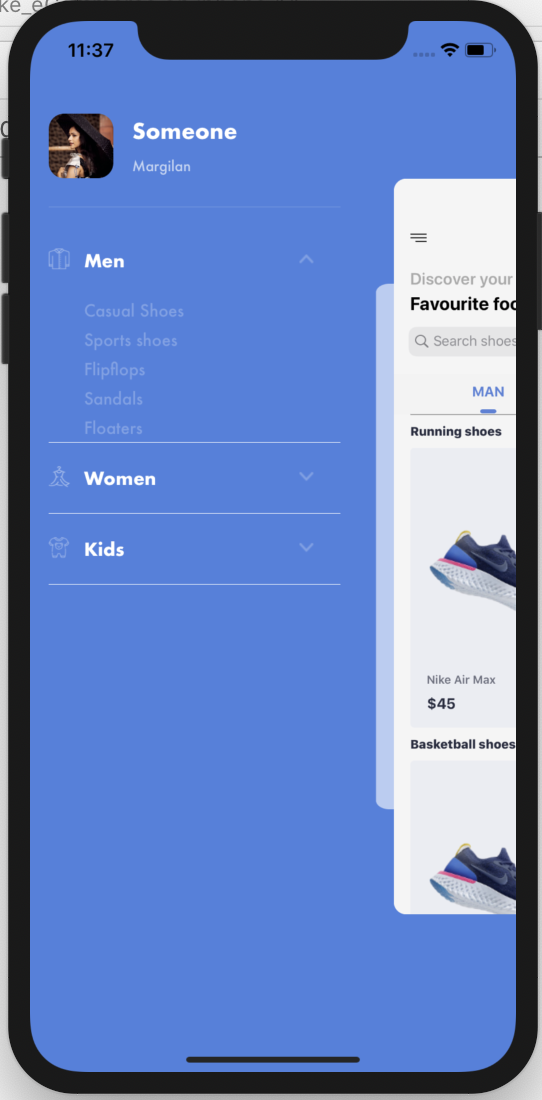 11:37
Someone
Margilan
Men
Casual Shoes
Sports shoes
Flipflops
Sandals
Floaters
Women
Kids
Discover your
Favourite foo
Search shoes
MAN
Running shoes
Nike Air Max
$45
Basketball shoes